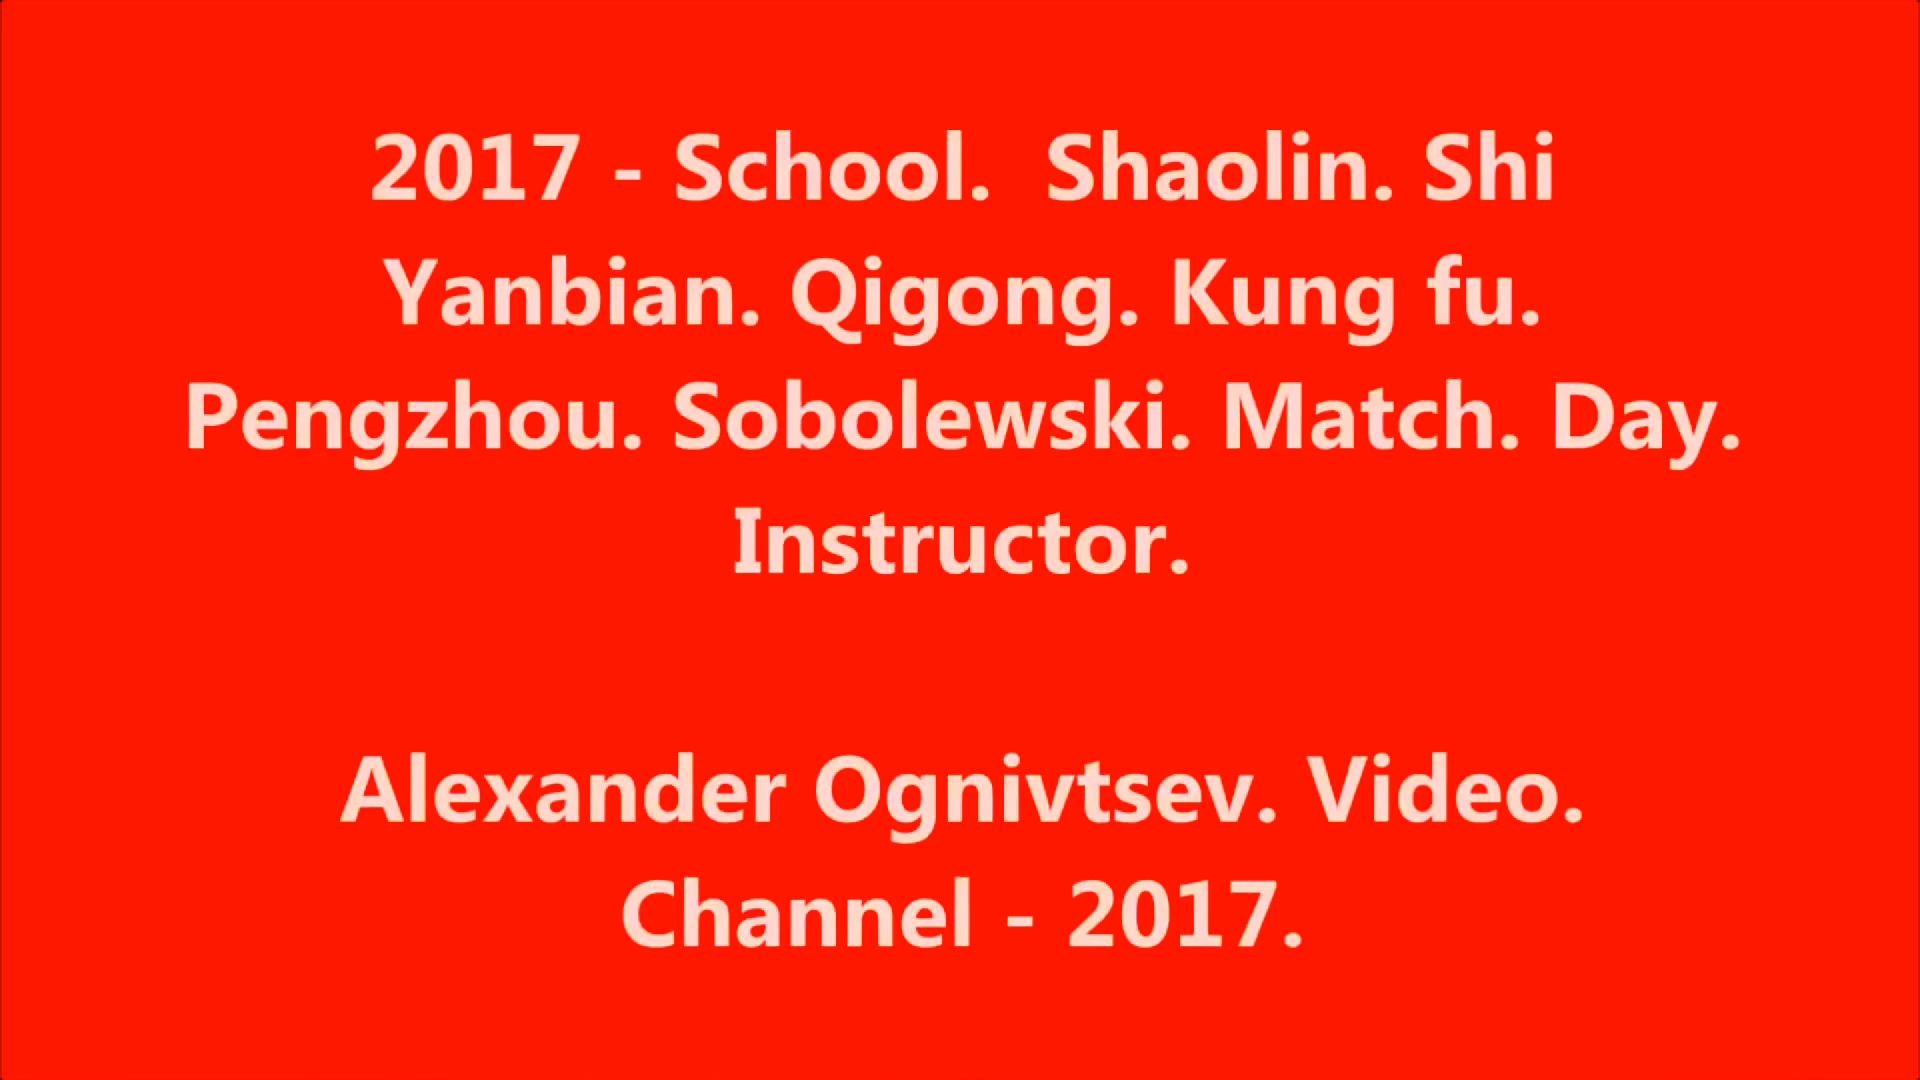 2017 - School.  Shaolin. Shi
Yanbian. Qigong. Kung fu.
Pengzhou. Sobolewski. Match. Day.
Instructor.
Alexander Ognivtsev. Video.
Channel - 2017.